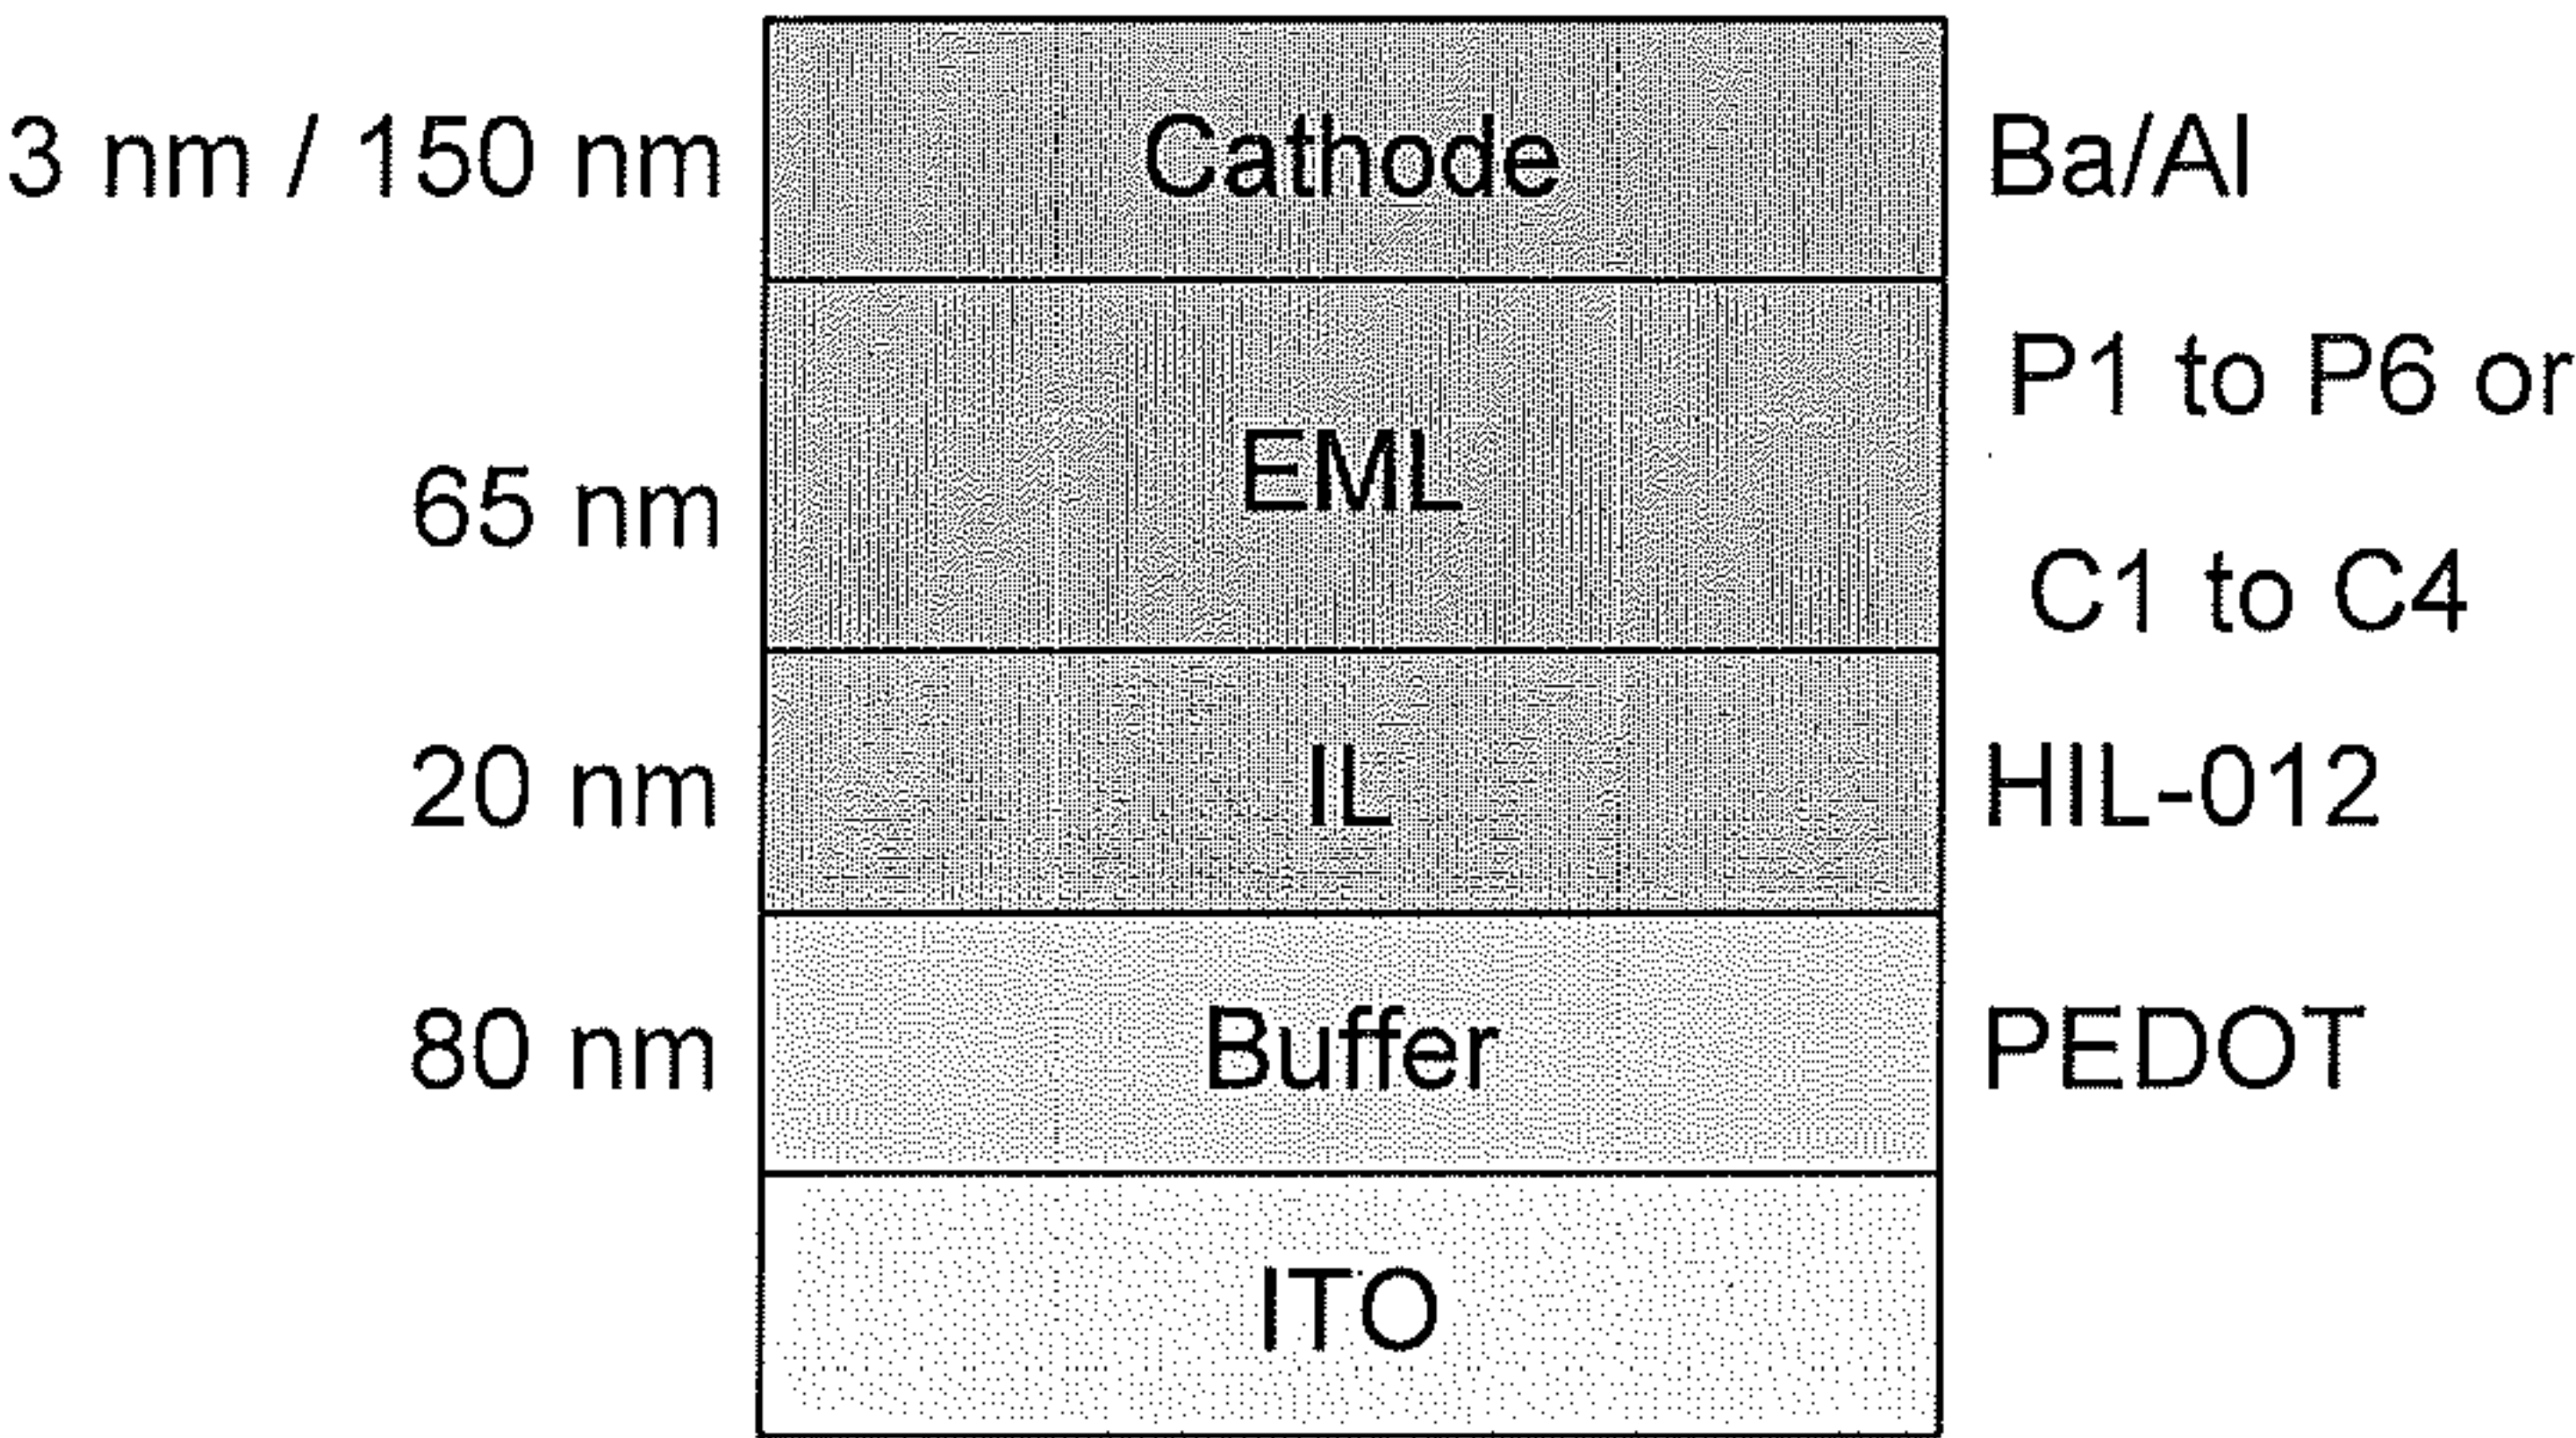 3 nm / 150 nm Cathode Ba/Al
P1 to P6 or
65 nm EML
C1 to C4
20 nm IL HIL-012
80 nm Buffer PEDOT
ITO